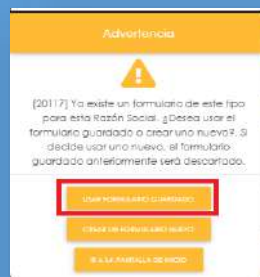 Advertencia
[20117] Ya existe un formulario de este tipo
para esta Razón Social. ¿Desea usar el
formulario guardado o crear uno nuevo?. Si
decide usar uno nuevo, el formulario
guardado anteriormente será descartado.
USAR FORMULARIO GUARDADO
CREAR UN FORMULARIO NUEVO
IR A LA PANTALLA DE INICIO